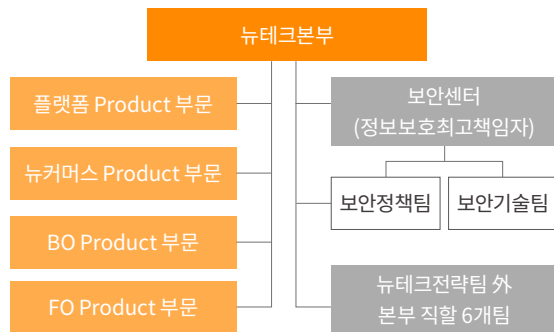 뉴테크본부
플랫폼 Product 부문
뉴커머스 Product 부문
BO Product 부문
FO Product 부문
보안센터
(정보보호최고책임자)
보안정책팀
보안기술팀
뉴테크전략팀 外
본부 직할 6개팀